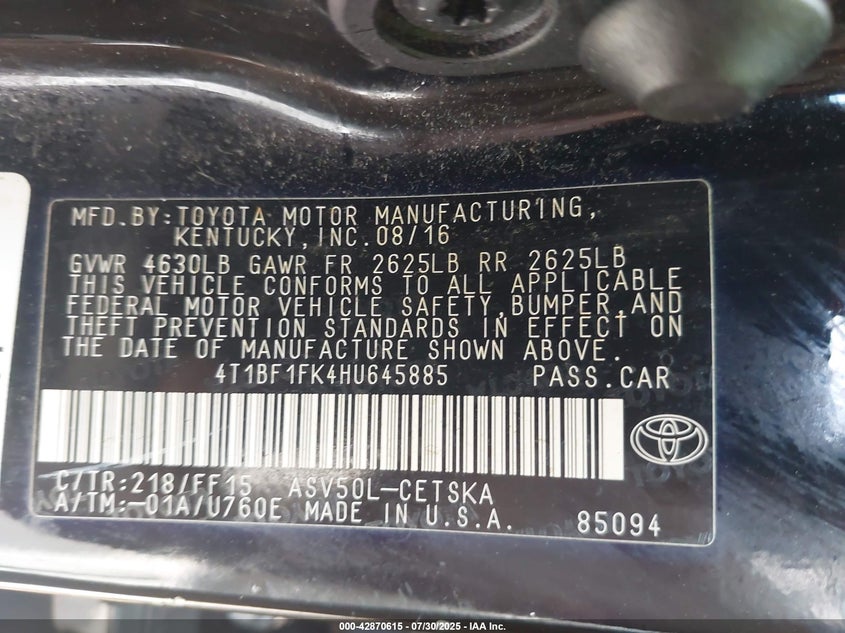 MFD.BY:TOYOTA MOTOR MANUFACTURING,
KENTUCKY,INC.08/16
GVWR 4630LB GAWR FR 2625LB RR 2625LB
THIS VEHICLE CONFORMS TO ALL APPLICABLE
FEDERAL MOTOR VEHICLE SAFETY,BUMPER,AND
THEFT PREVENTION STANDARDS IN EFFECT ON
THE DATE OF MANUFACTURE SHOWN ABOVE.
4T1BF1FK4HU645885 PASS.CAR
C/TR:218/FF15 ASV50L-CETSKA
A/TM:-01A/U760E MADE IN U.S.A. 85094
000-42870615 - 07/30/2025 - IAA Inc.